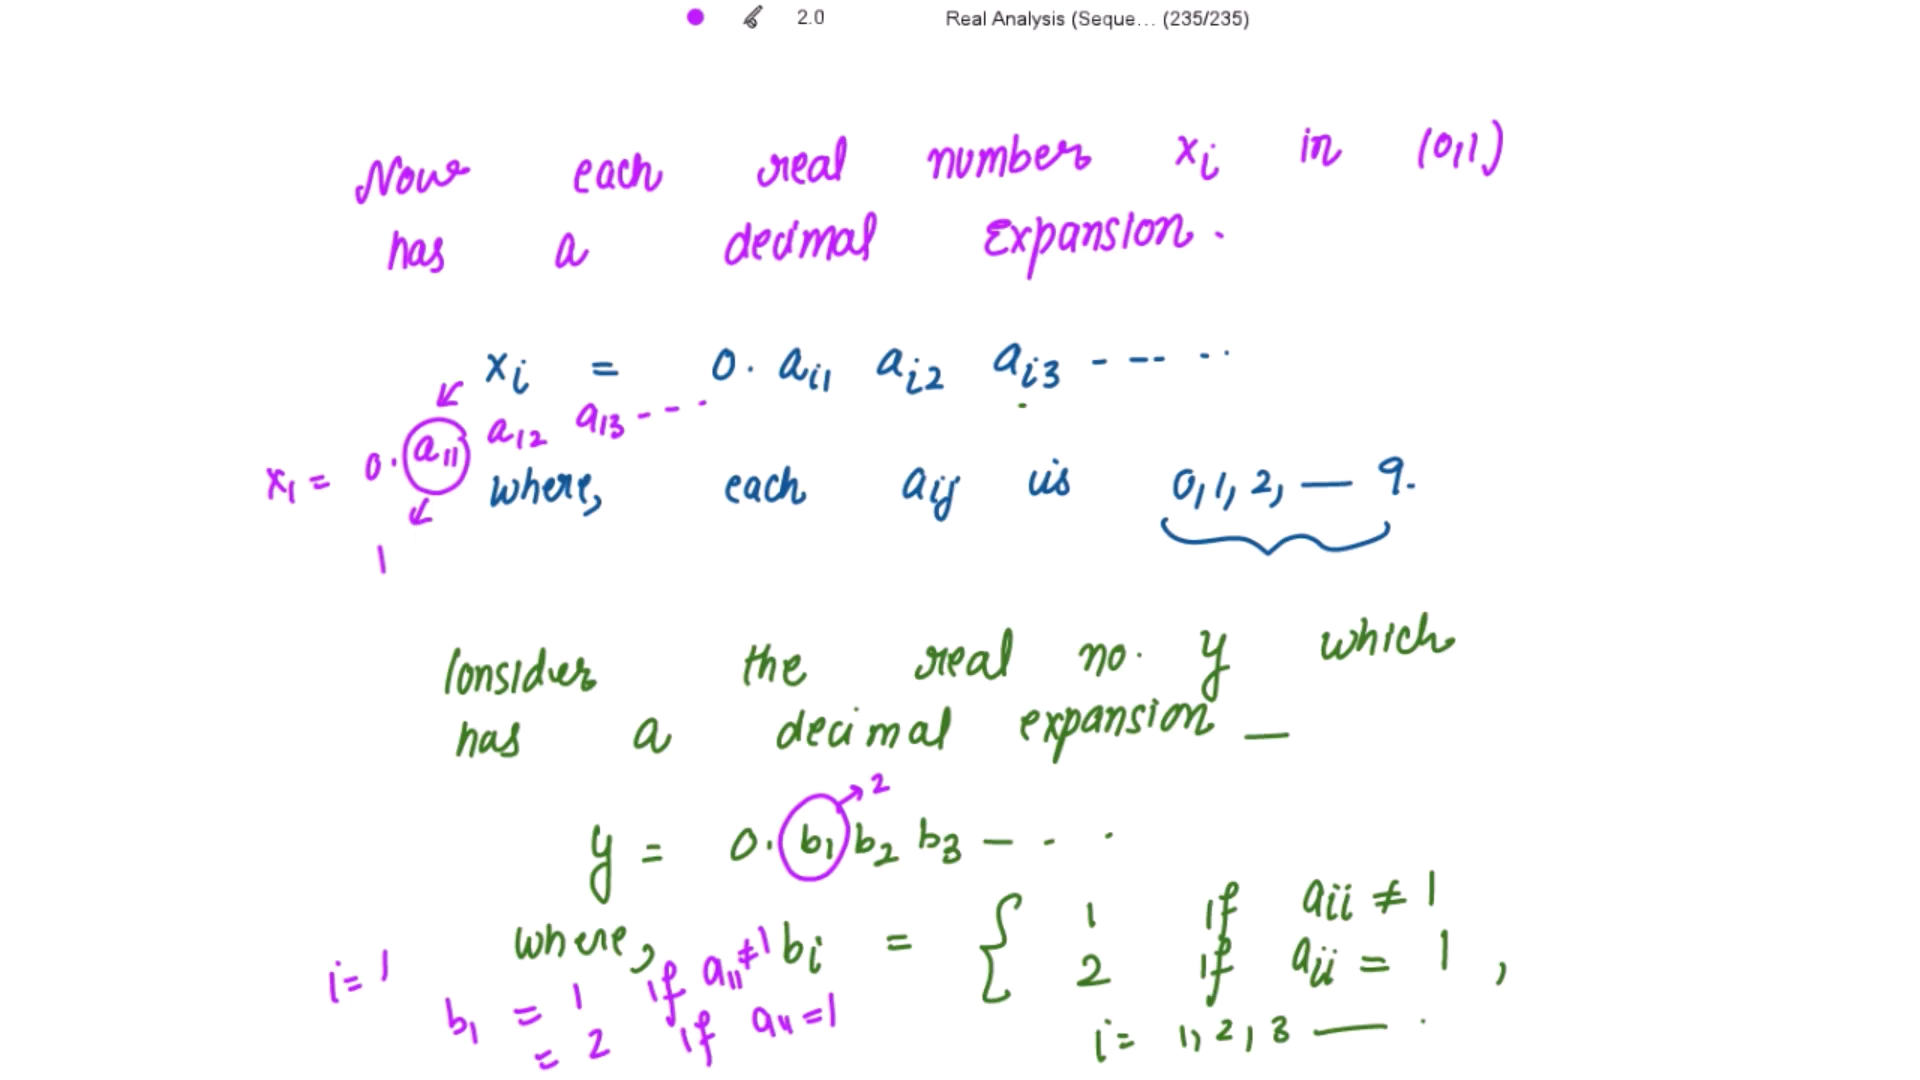 2.0 Real Analysis (Seque... (235/235)
Now each real number xᵢ in (0,1)
has a decimal Expansion.
xᵢ = 0. aᵢ₁ aᵢ₂ aᵢ₃ - -- - ..
x₁ = 0. a₁₁ a₁₂ a₁₃ - - - .
1
where, each aᵢⱼ is 0, 1, 2, — 9.
Consider the real no. y which
has a decimal expansion —
y = 0. b₁ b₂ b₃ — - .
2
where, bᵢ = { 1 if aᵢᵢ ≠ 1
2 if aᵢᵢ = 1 ,
i = 1, 2, 3 — .
i = 1
b₁ = 1 if a₁₁ ≠ 1
= 2 if a₁₁ = 1